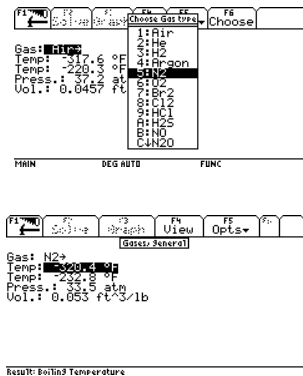 F1 F2 F3 F6
Solve Graph Choose Gas type Choose
Gas: Air→
Temp: -317.6 °F
Temp: -220.3 °F
Press.: 37.2 at
Vol.: 0.0457 ft
1:Air
2:He
3:H2
4:Argon
5:N2
6:O2
7:Br2
8:Cl2
9:HCl
A:H2S
B:NO
C↓N2O
MAIN DEG AUTO FUNC
F1 F2 F3 F4 F5 F6
Solve Graph View Opts
Gases/General
Gas: N2→
Temp: -320.4 °F
Temp: -232.8 °F
Press.: 33.5 atm
Vol.: 0.053 ft^3/lb
Result: Boiling Temperature